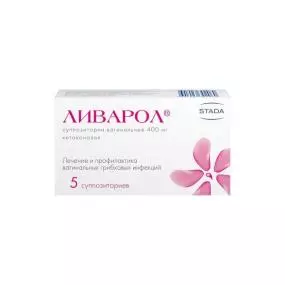 ЛИВАРОЛ®
STADA
суппозитории вагинальные 400 мг
кетоконазол
Лечение и профилактика
вагинальных грибковых инфекций
5 суппозиториев